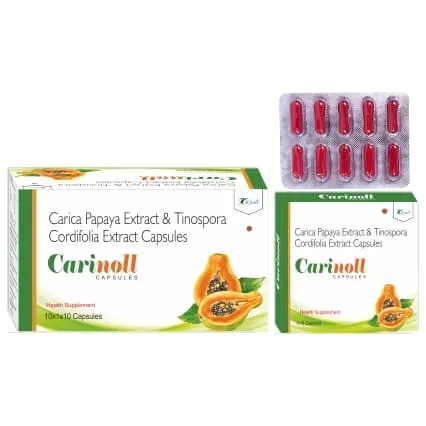 Carica Papaya Extract & Tinospora
Cordifolia Extract Capsules
Carinoll
CAPSULES
Health Supplement
10x1x10 Capsules
Carica Papaya Extract & Tinospora
Cordifolia Extract Capsules
Carinoll
CAPSULES
Health Supplement